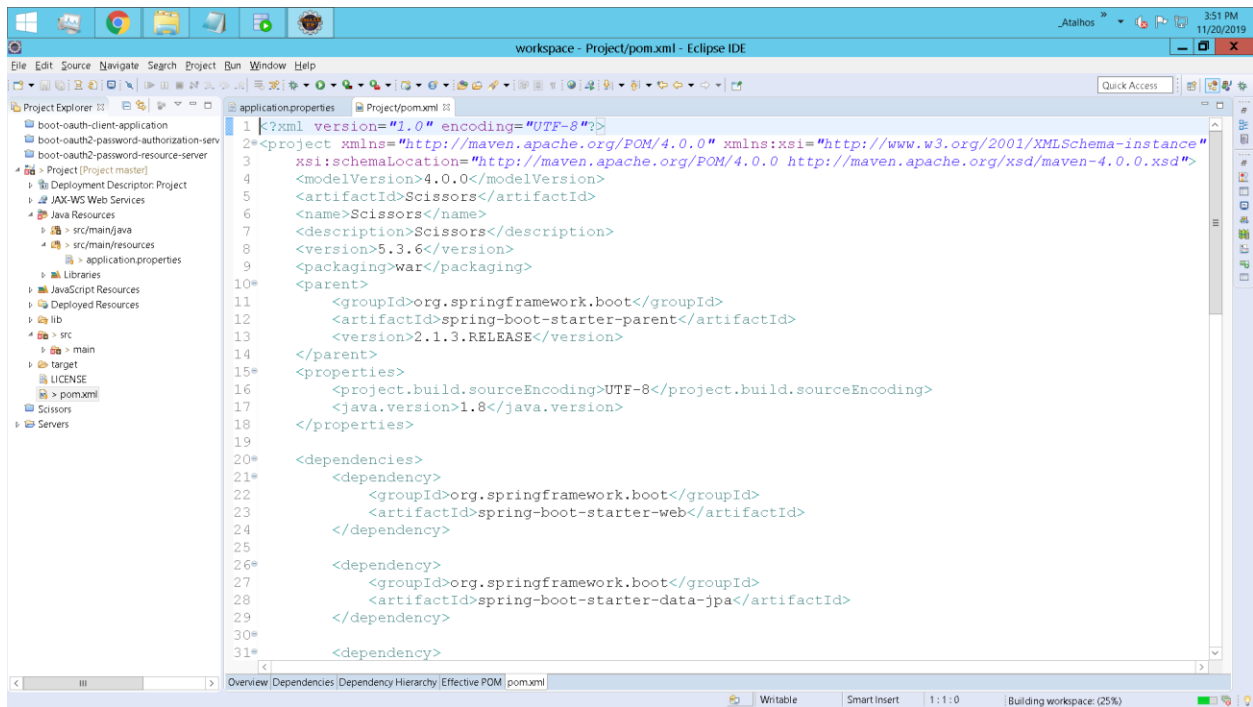 _Atalhos
3:51 PM
11/20/2019
workspace - Project/pom.xml - Eclipse IDE
File Edit Source Navigate Search Project Run Window Help
Quick Access
Project Explorer
application.properties
Project/pom.xml
boot-oauth-client-application
boot-oauth2-password-authorization-serv
boot-oauth2-password-resource-server
> Project [Project master]
Deployment Descriptor: Project
JAX-WS Web Services
Java Resources
> src/main/java
> src/main/resources
> application.properties
Libraries
JavaScript Resources
Deployed Resources
lib
> src
> main
target
LICENSE
> pom.xml
Scissors
Servers
1 <?xml version="1.0" encoding="UTF-8"?>
2 <project xmlns="http://maven.apache.org/POM/4.0.0" xmlns:xsi="http://www.w3.org/2001/XMLSchema-instance"
3 xsi:schemaLocation="http://maven.apache.org/POM/4.0.0 http://maven.apache.org/xsd/maven-4.0.0.xsd">
4 <modelVersion>4.0.0</modelVersion>
5 <artifactId>Scissors</artifactId>
6 <name>Scissors</name>
7 <description>Scissors</description>
8 <version>5.3.6</version>
9 <packaging>war</packaging>
10 <parent>
11 <groupId>org.springframework.boot</groupId>
12 <artifactId>spring-boot-starter-parent</artifactId>
13 <version>2.1.3.RELEASE</version>
14 </parent>
15 <properties>
16 <project.build.sourceEncoding>UTF-8</project.build.sourceEncoding>
17 <java.version>1.8</java.version>
18 </properties>
19
20 <dependencies>
21 <dependency>
22 <groupId>org.springframework.boot</groupId>
23 <artifactId>spring-boot-starter-web</artifactId>
24 </dependency>
25
26 <dependency>
27 <groupId>org.springframework.boot</groupId>
28 <artifactId>spring-boot-starter-data-jpa</artifactId>
29 </dependency>
30
31 <dependency>
Overview Dependencies Dependency Hierarchy Effective POM pom.xml
Writable
Smart Insert
1 : 1 : 0
Building workspace: (25%)